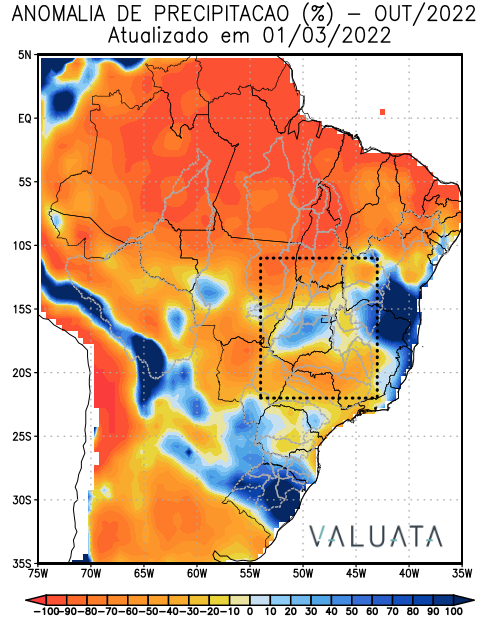 ANOMALIA DE PRECIPITACAO (%) – OUT/2022
Atualizado em 01/03/2022
5N
EQ
5S
10S
15S
20S
25S
30S
35S
VALUATA
75W 70W 65W 60W 55W 50W 45W 40W 35W
-100 -90 -80 -70 -60 -50 -40 -30 -20 -10 0 10 20 30 40 50 60 70 80 90 100